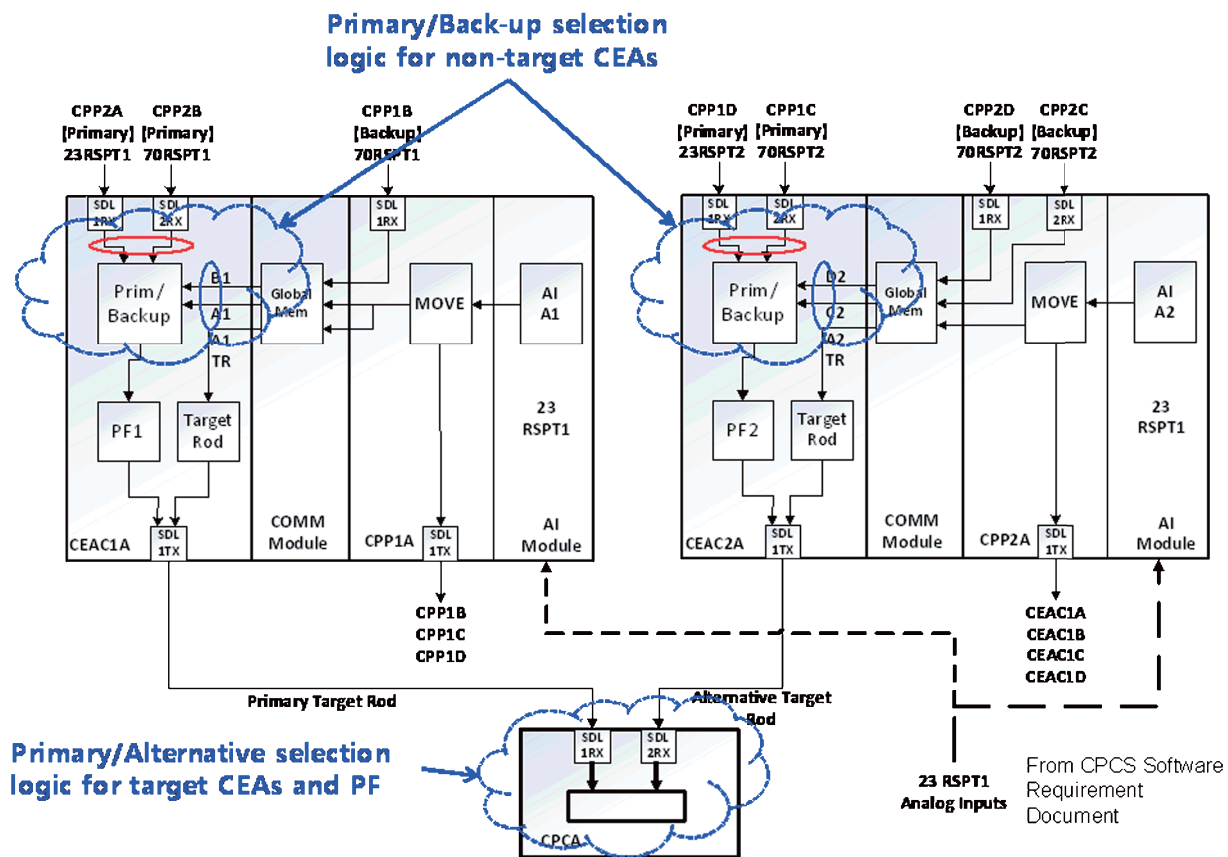 Primary/Back-up selection
logic for non-target CEAs
CPP2A
[Primary]
23RSPT1
CPP2B
[Primary]
70RSPT1
CPP1B
[Backup]
70RSPT1
CPP1D
[Primary]
23RSPT2
CPP1C
[Primary]
70RSPT2
CPP2D
[Backup]
70RSPT2
CPP2C
[Backup]
70RSPT2
SDL
1RX
SDL
2RX
SDL
1RX
SDL
1RX
SDL
2RX
SDL
1RX
SDL
2RX
Prim/
Backup
B1
A1
A1
TR
Global
Mem
MOVE
AI
A1
Prim/
Backup
D2
C2
A2
TR
Global
Mem
MOVE
AI
A2
PF1
Target
Rod
23
RSPT1
PF2
Target
Rod
23
RSPT1
CEAC1A
SDL
1TX
COMM
Module
CPP1A
SDL
1TX
AI
Module
CEAC2A
SDL
1TX
COMM
Module
CPP2A
SDL
1TX
AI
Module
CPP1B
CPP1C
CPP1D
CEAC1A
CEAC1B
CEAC1C
CEAC1D
Primary Target Rod
Alternative Target
Rod
Primary/Alternative selection
logic for target CEAs and PF
SDL
1RX
SDL
2RX
CPCA
23 RSPT1
Analog Inputs
From CPCS Software
Requirement
Document